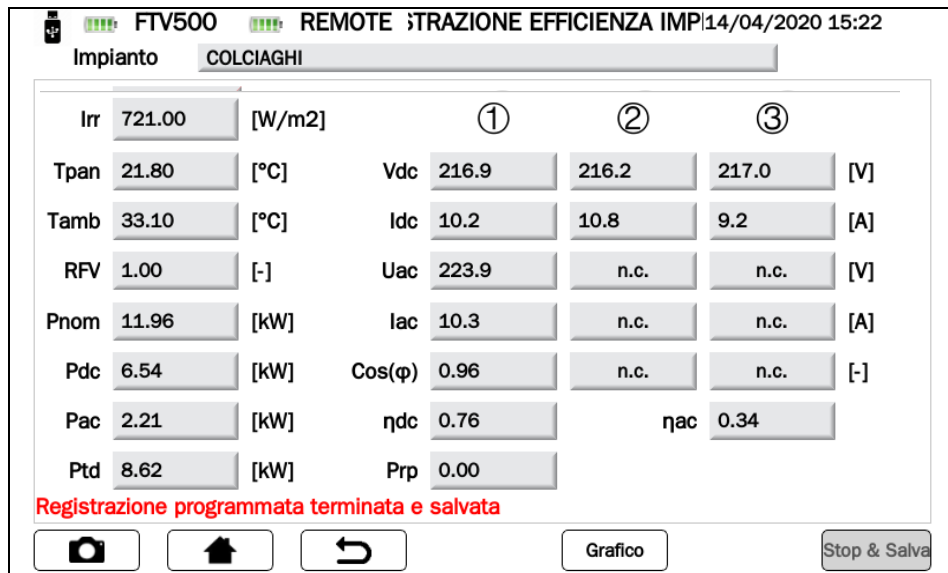 FTV500 REMOTE STRAZIONE EFFICIENZA IMP 14/04/2020 15:22
Impianto COLCIAGHI
Irr 721.00 [W/m2] ① ② ③
Tpan 21.80 [°C] Vdc 216.9 216.2 217.0 [V]
Tamb 33.10 [°C] Idc 10.2 10.8 9.2 [A]
RFV 1.00 [-] Uac 223.9 n.c. n.c. [V]
Pnom 11.96 [kW] Iac 10.3 n.c. n.c. [A]
Pdc 6.54 [kW] Cos(φ) 0.96 n.c. n.c. [-]
Pac 2.21 [kW] ηdc 0.76 ηac 0.34
Ptd 8.62 [kW] Prp 0.00
Registrazione programmata terminata e salvata
Grafico Stop & Salva